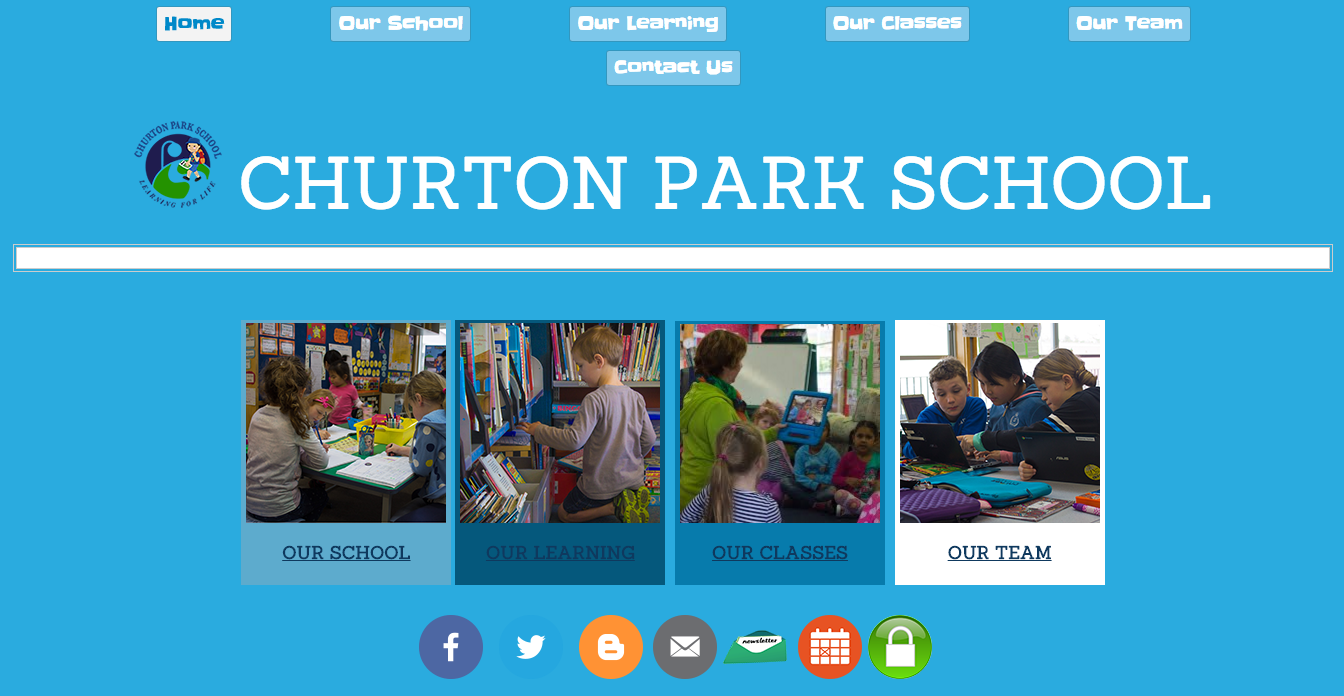 Home Our School Our Learning Our Classes Our Team
Contact Us
CHURTON PARK SCHOOL
LEARNING FOR LIFE
CHURTON PARK SCHOOL
OUR SCHOOL OUR LEARNING OUR CLASSES OUR TEAM
newsletter